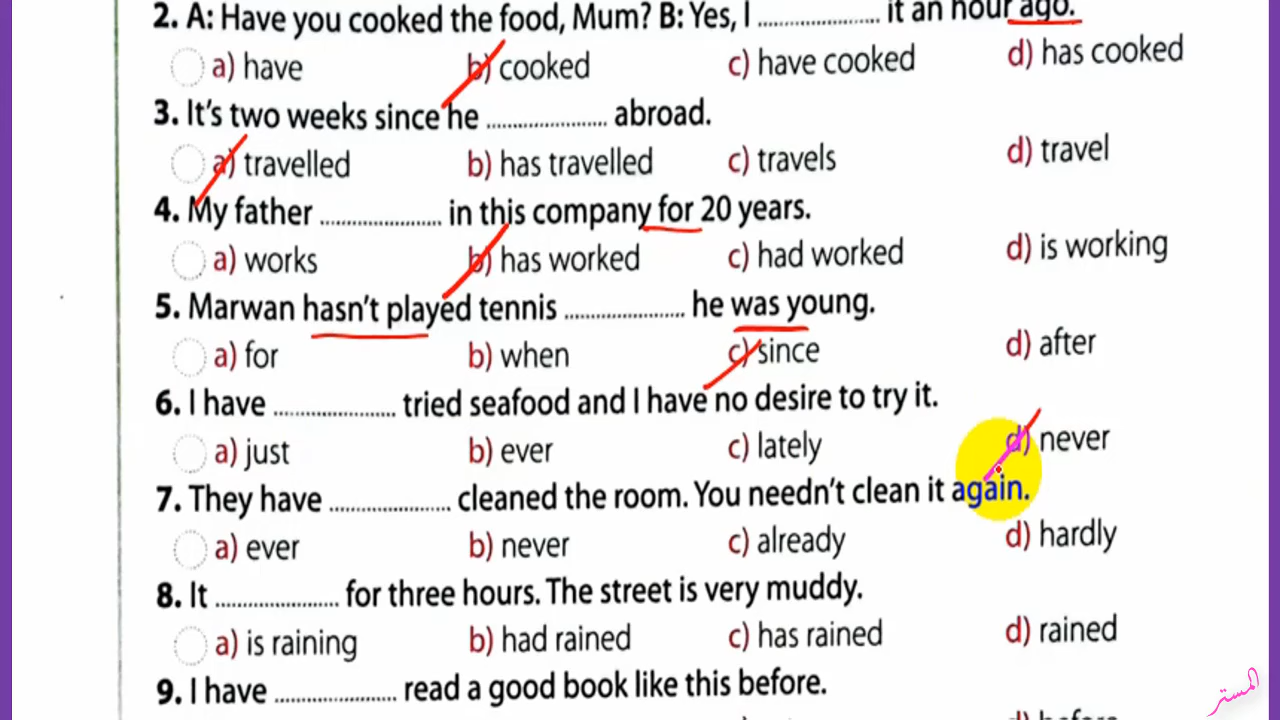 2. A: Have you cooked the food, Mum? B: Yes, I ..................... it an hour ago.
a) have b) cooked c) have cooked d) has cooked
3. It's two weeks since he ..................... abroad.
a) travelled b) has travelled c) travels d) travel
4. My father ..................... in this company for 20 years.
a) works b) has worked c) had worked d) is working
5. Marwan hasn't played tennis ..................... he was young.
a) for b) when c) since d) after
6. I have ..................... tried seafood and I have no desire to try it.
a) just b) ever c) lately d) never
7. They have ..................... cleaned the room. You needn't clean it again.
a) ever b) never c) already d) hardly
8. It ..................... for three hours. The street is very muddy.
a) is raining b) had rained c) has rained d) rained
9. I have ..................... read a good book like this before.
المستر